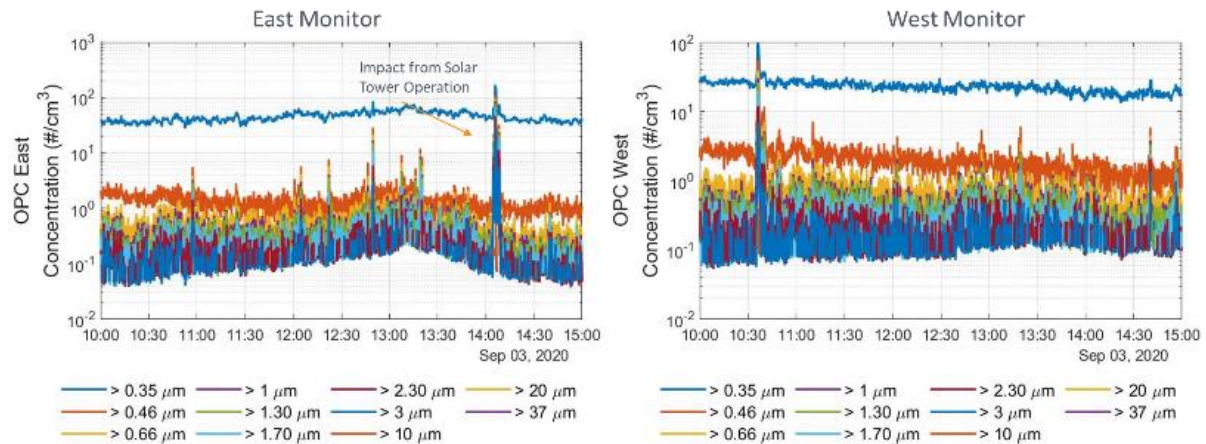 East Monitor
West Monitor
OPC East
Concentration (#/cm³)
10³
10²
10¹
10⁰
10⁻¹
10⁻²
Impact from Solar
Tower Operation
10:00 10:30 11:00 11:30 12:00 12:30 13:00 13:30 14:00 14:30 15:00
Sep 03, 2020
OPC West
Concentration (#/cm³)
10²
10¹
10⁰
10⁻¹
10⁻²
10:00 10:30 11:00 11:30 12:00 12:30 13:00 13:30 14:00 14:30 15:00
Sep 03, 2020
> 0.35 μm > 1 μm > 2.30 μm > 20 μm
> 0.46 μm > 1.30 μm > 3 μm > 37 μm
> 0.66 μm > 1.70 μm > 10 μm
> 0.35 μm > 1 μm > 2.30 μm > 20 μm
> 0.46 μm > 1.30 μm > 3 μm > 37 μm
> 0.66 μm > 1.70 μm > 10 μm